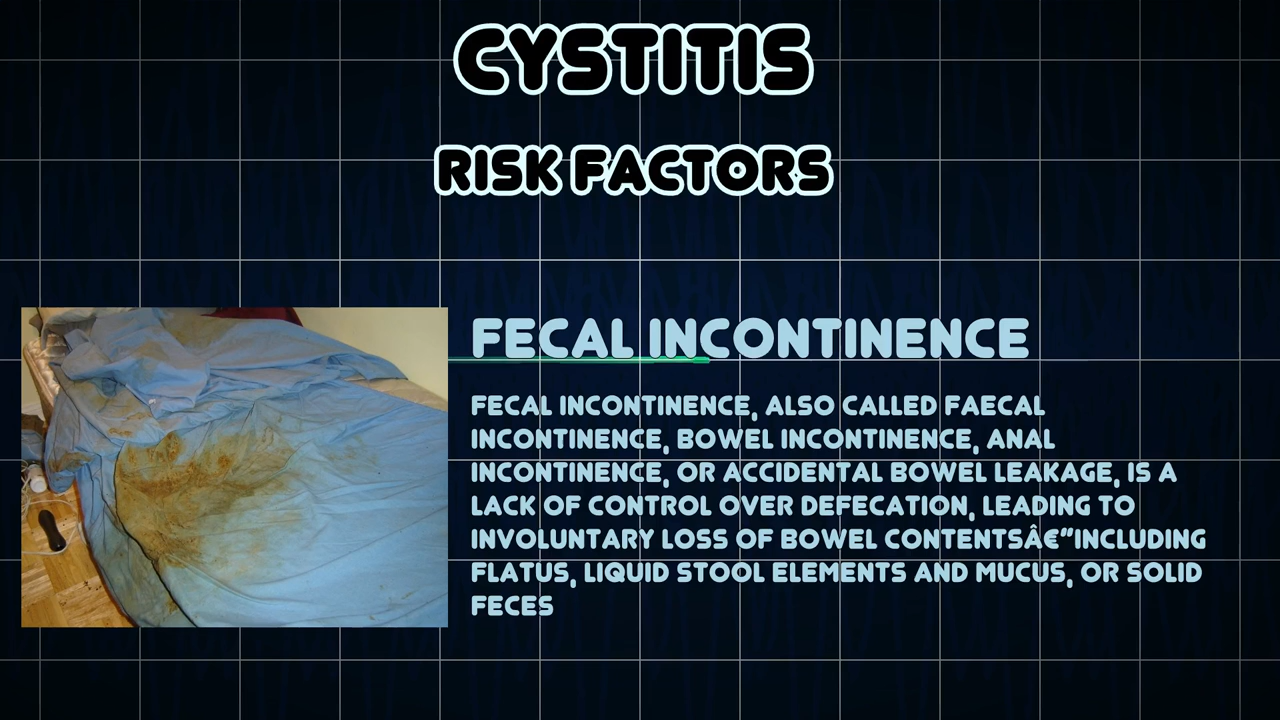 CYSTITIS
RISK FACTORS
FECAL INCONTINENCE
FECAL INCONTINENCE, ALSO CALLED FAECAL
INCONTINENCE, BOWEL INCONTINENCE, ANAL
INCONTINENCE, OR ACCIDENTAL BOWEL LEAKAGE, IS A
LACK OF CONTROL OVER DEFECATION, LEADING TO
INVOLUNTARY LOSS OF BOWEL CONTENTSÂ€”INCLUDING
FLATUS, LIQUID STOOL ELEMENTS AND MUCUS, OR SOLID
FECES